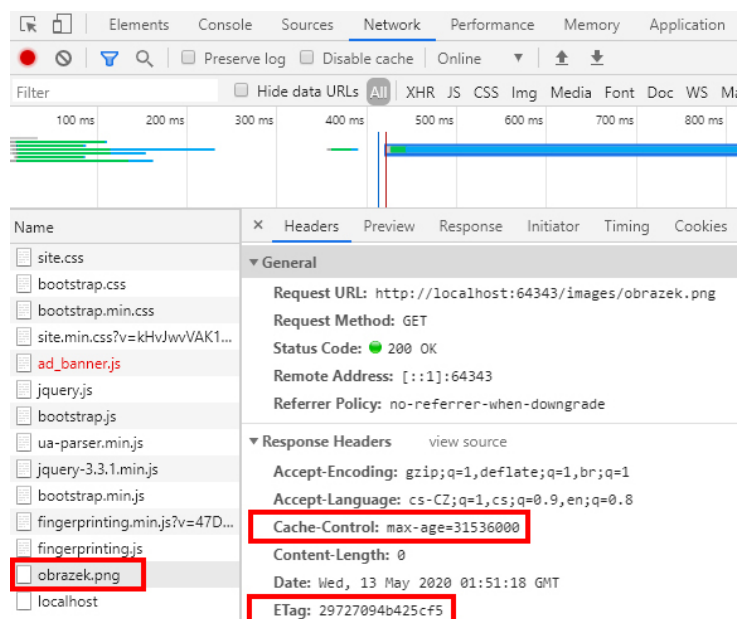 Elements Console Sources Network Performance Memory Application
Preserve log Disable cache Online
Filter Hide data URLs All XHR JS CSS Img Media Font Doc WS Ma
100 ms 200 ms 300 ms 400 ms 500 ms 600 ms 700 ms 800 ms
Name
site.css
bootstrap.css
bootstrap.min.css
site.min.css?v=kHvJwvVAK1...
ad_banner.js
jquery.js
bootstrap.js
ua-parser.min.js
jquery-3.3.1.min.js
bootstrap.min.js
fingerprinting.min.js?v=47D...
fingerprinting.js
obrazek.png
localhost
× Headers Preview Response Initiator Timing Cookies
▼ General
Request URL: http://localhost:64343/images/obrazek.png
Request Method: GET
Status Code: 200 OK
Remote Address: [::1]:64343
Referrer Policy: no-referrer-when-downgrade
▼ Response Headers view source
Accept-Encoding: gzip;q=1,deflate;q=1,br;q=1
Accept-Language: cs-CZ;q=1,cs;q=0.9,en;q=0.8
Cache-Control: max-age=31536000
Content-Length: 0
Date: Wed, 13 May 2020 01:51:18 GMT
ETag: 29727094b425cf5